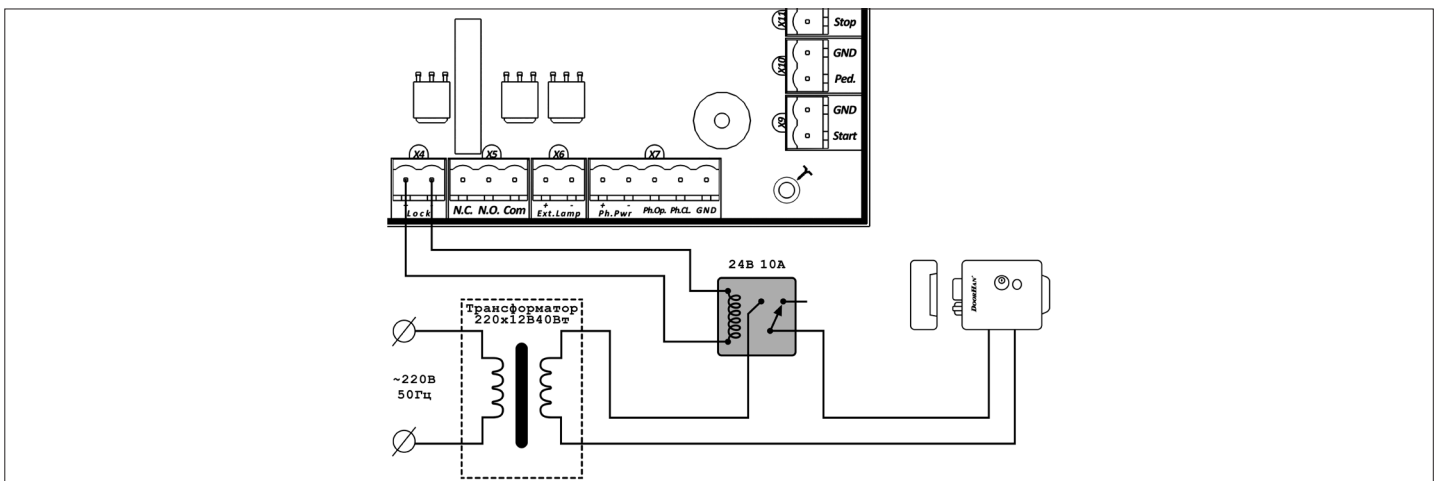 X11
Stop
X10
GND
Ped.
X9
GND
Start
X4
X5
X6
X7
-
Lock
N.C. N.O. Com
+ -
Ext.Lamp
+ -
Ph.Pwr Ph.Op. Ph.CL. GND
24В 10А
DOORHAN®
Трансформатор
220х12В40Вт
~220В
50Гц